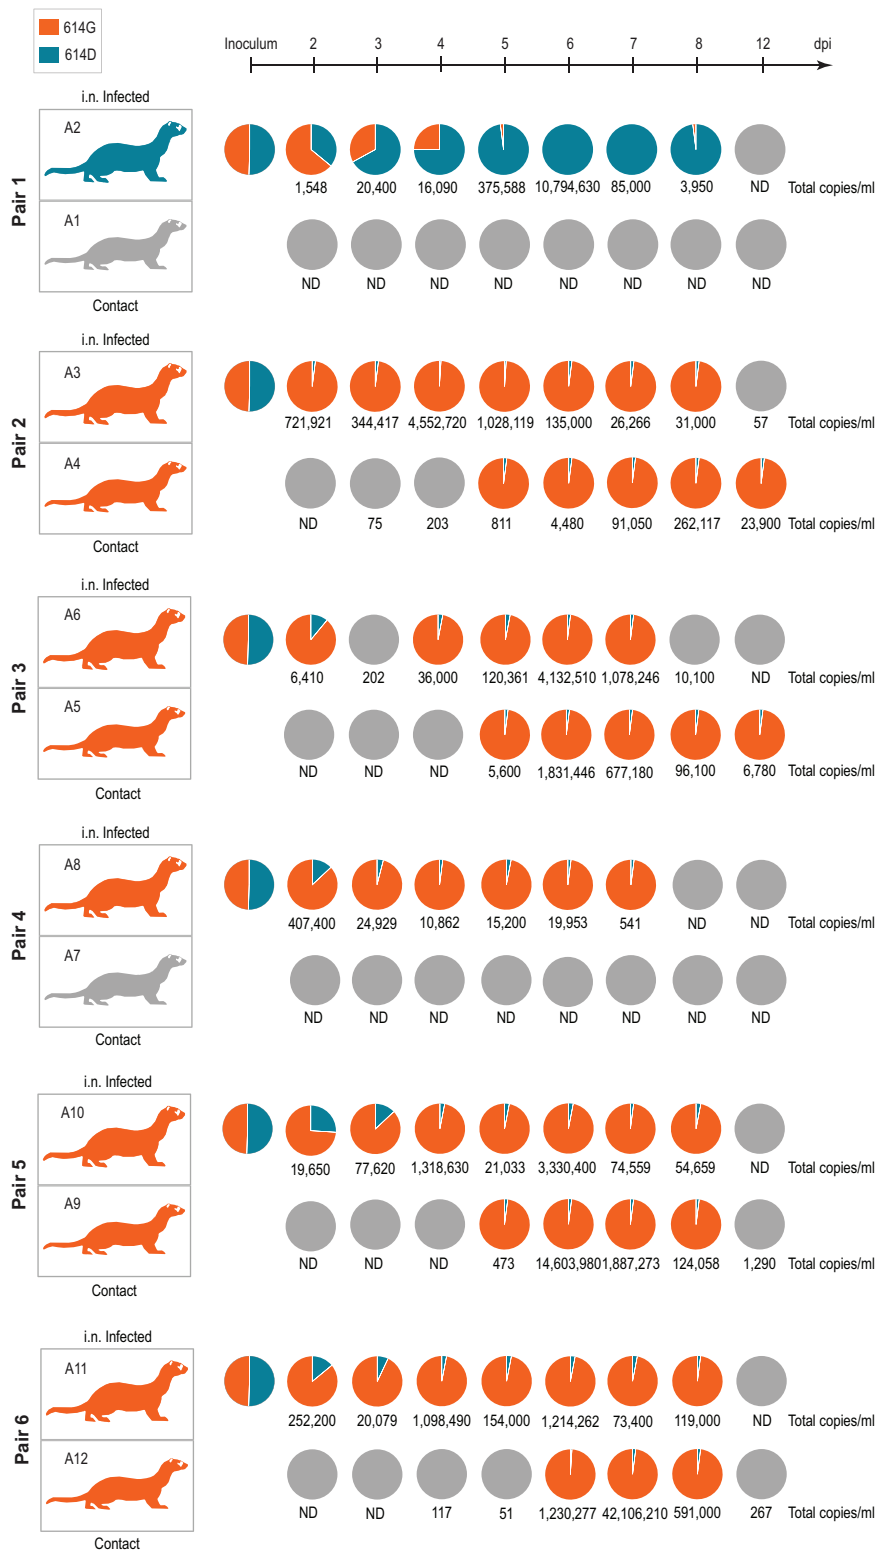 614G
614D
Inoculum 2 3 4 5 6 7 8 12 dpi
i.n. Infected
Pair 1
A2
1,548 20,400 16,090 375,588 10,794,630 85,000 3,950 ND Total copies/ml
A1
ND ND ND ND ND ND ND ND
Contact
i.n. Infected
Pair 2
A3
721,921 344,417 4,552,720 1,028,119 135,000 26,266 31,000 57 Total copies/ml
A4
ND 75 203 811 4,480 91,050 262,117 23,900 Total copies/ml
Contact
i.n. Infected
Pair 3
A6
6,410 202 36,000 120,361 4,132,510 1,078,246 10,100 ND Total copies/ml
A5
ND ND ND 5,600 1,831,446 677,180 96,100 6,780 Total copies/ml
Contact
i.n. Infected
Pair 4
A8
407,400 24,929 10,862 15,200 19,953 541 ND ND Total copies/ml
A7
ND ND ND ND ND ND ND ND
Contact
i.n. Infected
Pair 5
A10
19,650 77,620 1,318,630 21,033 3,330,400 74,559 54,659 ND Total copies/ml
A9
ND ND ND 473 14,603,980 1,887,273 124,058 1,290 Total copies/ml
Contact
i.n. Infected
Pair 6
A11
252,200 20,079 1,098,490 154,000 1,214,262 73,400 119,000 ND Total copies/ml
A12
ND ND 117 51 1,230,277 42,106,210 591,000 267 Total copies/ml
Contact